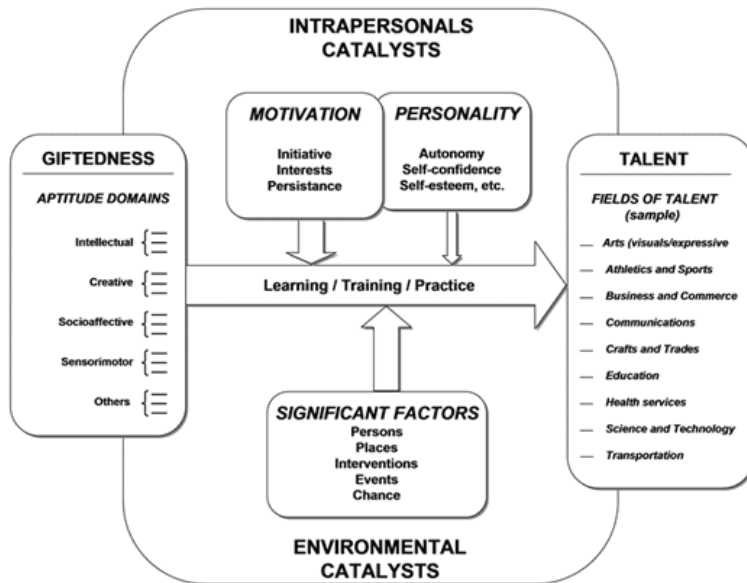 INTRAPERSONALS
CATALYSTS
MOTIVATION
Initiative
Interests
Persistance
PERSONALITY
Autonomy
Self-confidence
Self-esteem, etc.
GIFTEDNESS
APTITUDE DOMAINS
Intellectual
Creative
Socioaffective
Sensorimotor
Others
Learning / Training / Practice
TALENT
FIELDS OF TALENT
(sample)
Arts (visuals/expressive
Athletics and Sports
Business and Commerce
Communications
Crafts and Trades
Education
Health services
Science and Technology
Transportation
SIGNIFICANT FACTORS
Persons
Places
Interventions
Events
Chance
ENVIRONMENTAL
CATALYSTS